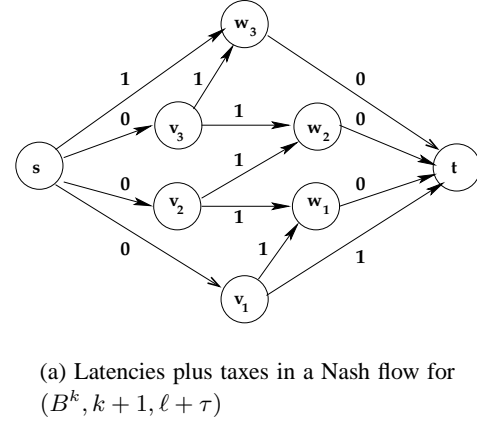 w3
1
0
1
0
v3
1
0
w2
s
1
t
0
v2
1
w1
0
0
1
1
v1
(a) Latencies plus taxes in a Nash flow for
(B^k, k + 1, ℓ + τ)